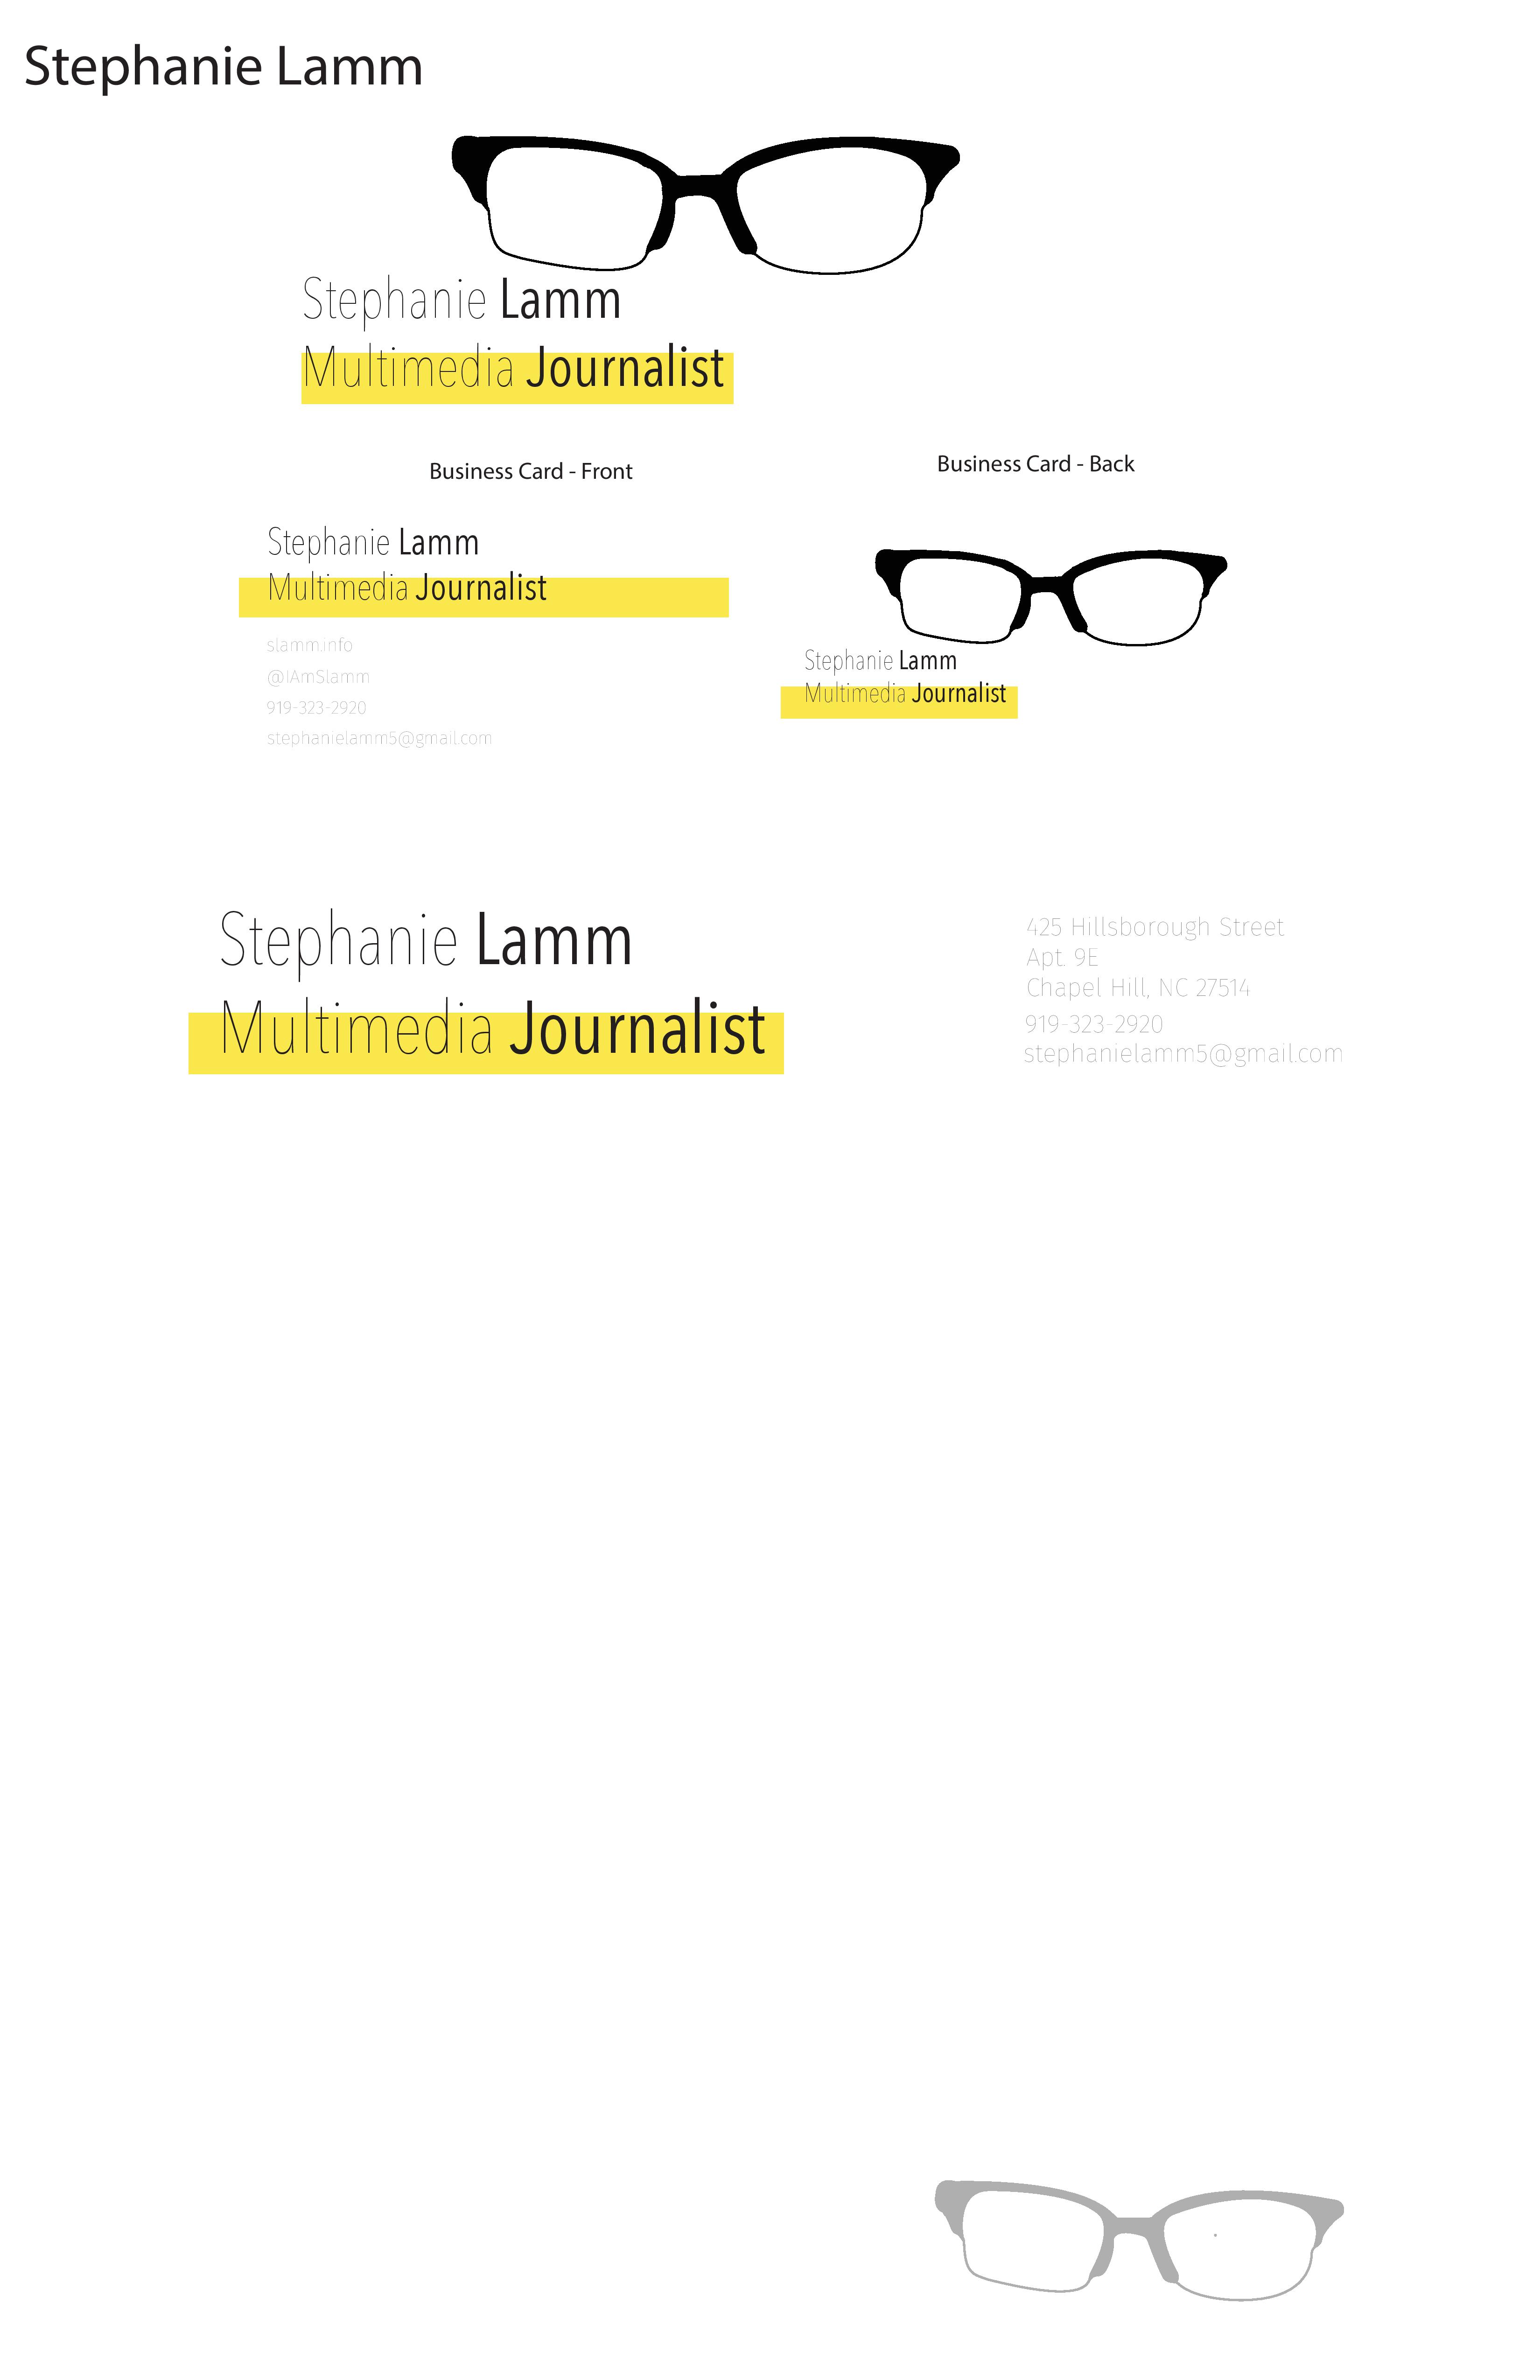 Stephanie Lamm
Stephanie Lamm
Multimedia Journalist
Business Card - Front
Stephanie Lamm
Multimedia Journalist
slamm.info
@IAmSlamm
919-323-2920
stephanielamm5@gmail.com
Business Card - Back
Stephanie Lamm
Multimedia Journalist
Stephanie Lamm
Multimedia Journalist
425 Hillsborough Street
Apt. 9E
Chapel Hill, NC 27514
919-323-2920
stephanielamm5@gmail.com